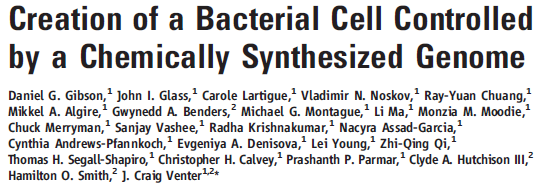 Creation of a Bacterial Cell Controlled
by a Chemically Synthesized Genome
Daniel G. Gibson,¹ John I. Glass,¹ Carole Lartigue,¹ Vladimir N. Noskov,¹ Ray-Yuan Chuang,¹
Mikkel A. Algire,¹ Gwynedd A. Benders,² Michael G. Montague,¹ Li Ma,¹ Monzia M. Moodie,¹
Chuck Merryman,¹ Sanjay Vashee,¹ Radha Krishnakumar,¹ Nacyra Assad-Garcia,¹
Cynthia Andrews-Pfannkoch,¹ Evgeniya A. Denisova,¹ Lei Young,¹ Zhi-Qing Qi,¹
Thomas H. Segall-Shapiro,¹ Christopher H. Calvey,¹ Prashanth P. Parmar,¹ Clyde A. Hutchison III,²
Hamilton O. Smith,² J. Craig Venter¹,²*